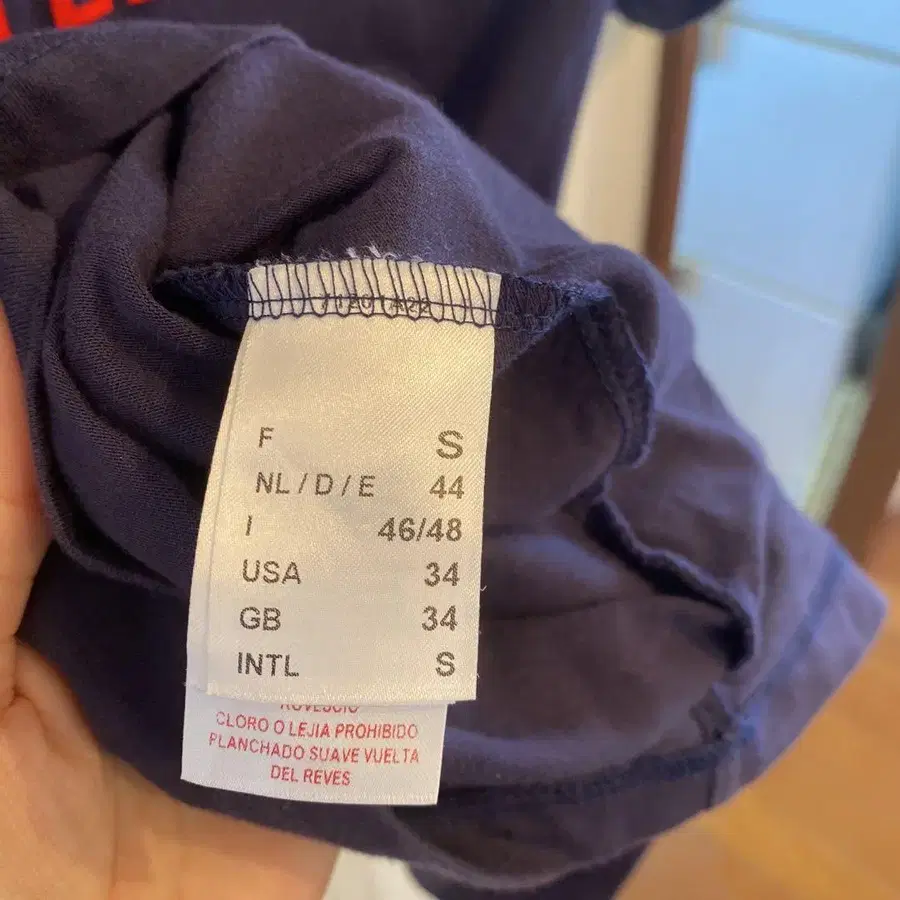 F S
NL / D / E 44
I 46/48
USA 34
GB 34
INTL S
CLORO O LEJIA PROHIBIDO
PLANCHADO SUAVE VUELTA
DEL REVES